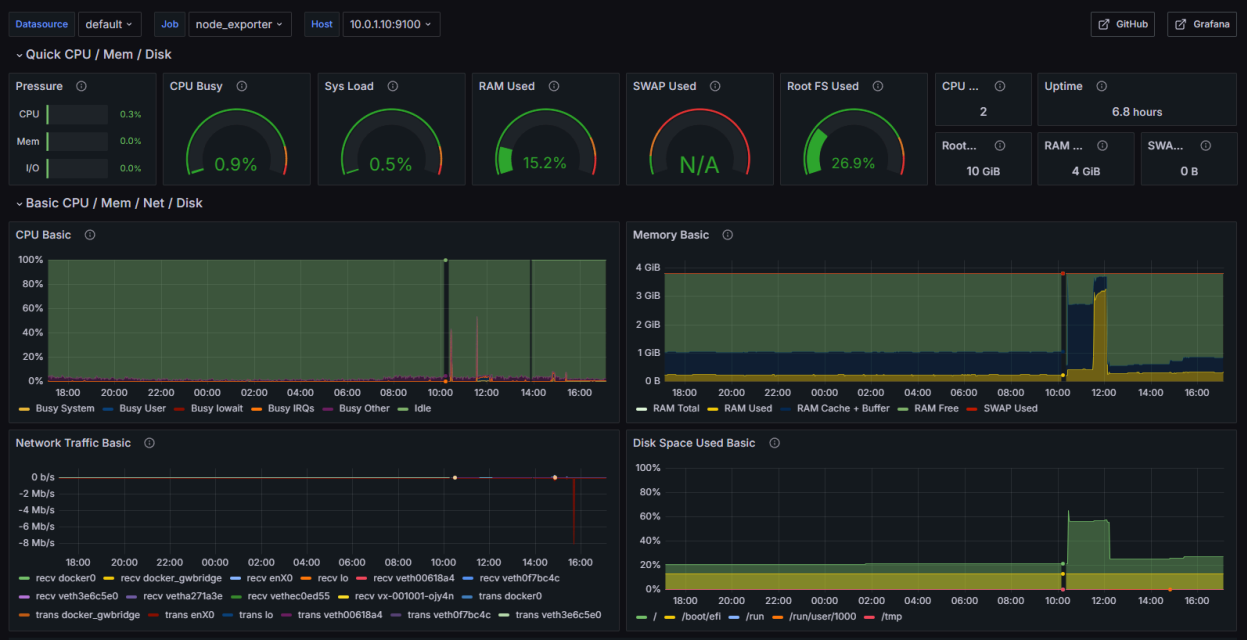 Datasource default Job node_exporter Host 10.0.1.10:9100 GitHub Grafana
Quick CPU / Mem / Disk
Pressure CPU Busy Sys Load RAM Used SWAP Used Root FS Used CPU ... Uptime
CPU 0.3%
Mem 0.0%
I/O 0.0%
0.9%
0.5%
15.2%
N/A
26.9%
2
6.8 hours
Root... RAM ... SWA...
10 GiB 4 GiB 0 B
Basic CPU / Mem / Net / Disk
CPU Basic
100%
80%
60%
40%
20%
0%
18:00 20:00 22:00 00:00 02:00 04:00 06:00 08:00 10:00 12:00 14:00 16:00
Busy System Busy User Busy Iowait Busy IRQs Busy Other Idle
Memory Basic
4 GiB
3 GiB
2 GiB
1 GiB
0 B
18:00 20:00 22:00 00:00 02:00 04:00 06:00 08:00 10:00 12:00 14:00 16:00
RAM Total RAM Used RAM Cache + Buffer RAM Free SWAP Used
Network Traffic Basic
0 b/s
-2 Mb/s
-4 Mb/s
-6 Mb/s
-8 Mb/s
18:00 20:00 22:00 00:00 02:00 04:00 06:00 08:00 10:00 12:00 14:00 16:00
recv docker0 recv docker_gwbridge recv enX0 recv lo recv veth00618a4 recv veth0f7bc4c
recv veth3e6c5e0 recv vetha271a3e recv vethec0ed55 recv vx-001001-ojy4n trans docker0
trans docker_gwbridge trans enX0 trans lo trans veth00618a4 trans veth0f7bc4c trans veth3e6c5e0
Disk Space Used Basic
100%
80%
60%
40%
20%
0%
18:00 20:00 22:00 00:00 02:00 04:00 06:00 08:00 10:00 12:00 14:00 16:00
/ /boot/efi /run /run/user/1000 /tmp